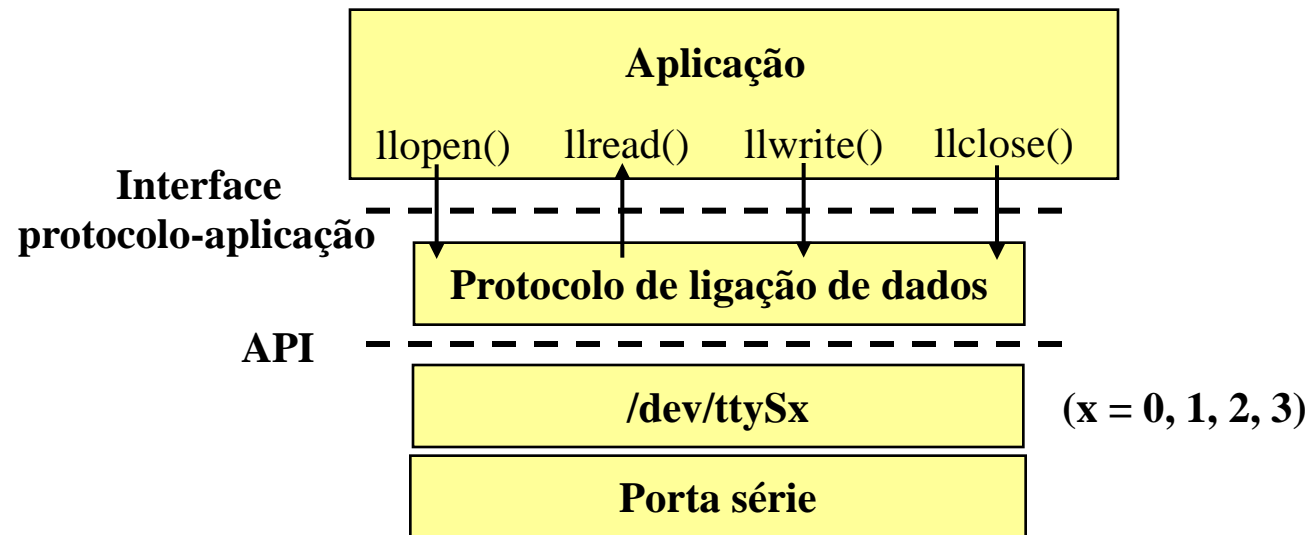 Aplicação
llopen() llread() llwrite() llclose()
Interface
protocolo-aplicação
Protocolo de ligação de dados
API
/dev/ttySx (x = 0, 1, 2, 3)
Porta série